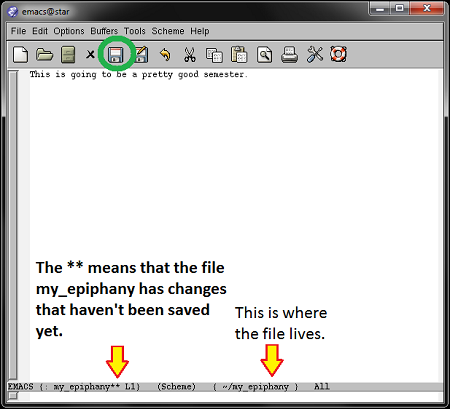 emacs@star
File Edit Options Buffers Tools Scheme Help
This is going to be a pretty good semester.
The ** means that the file
my_epiphany has changes
that haven't been saved
yet.
This is where
the file lives.
EMACS {: my_epiphany** L1} (Scheme) { ~/my_epiphany } All